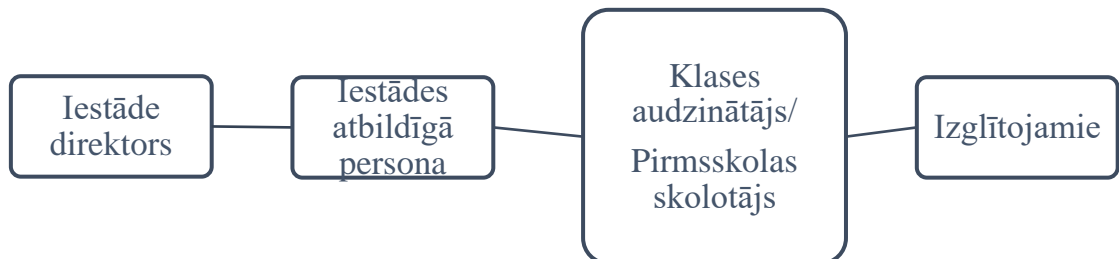 Iestāde
direktors
Iestādes
atbildīgā
persona
Klases
audzinātājs/
Pirmsskolas
skolotājs
Izglītojamie